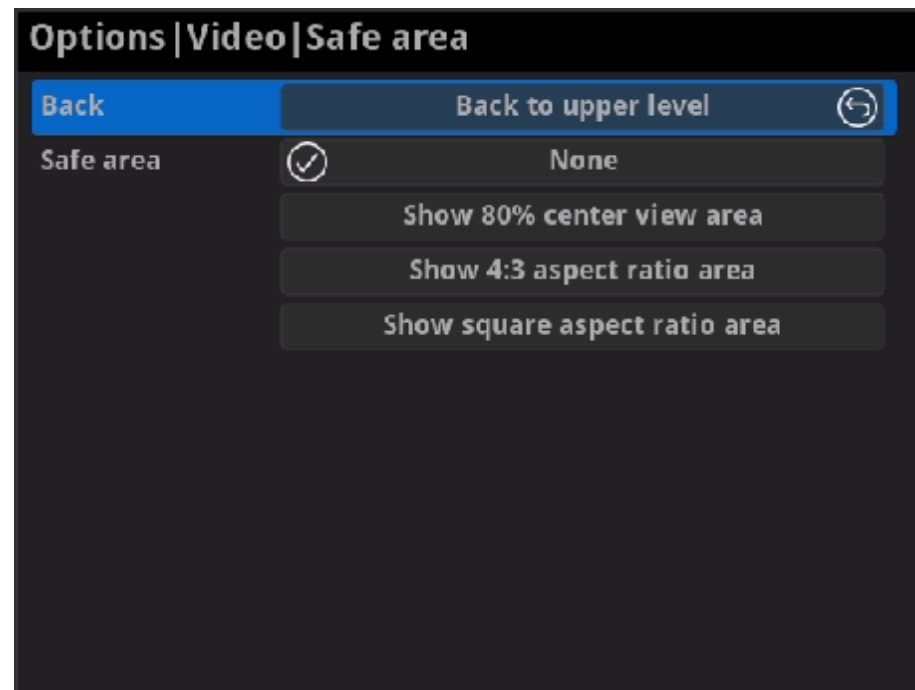 Options|Video|Safe area
Back Back to upper level
Safe area None
Show 80% center view area
Show 4:3 aspect ratio area
Show square aspect ratio area